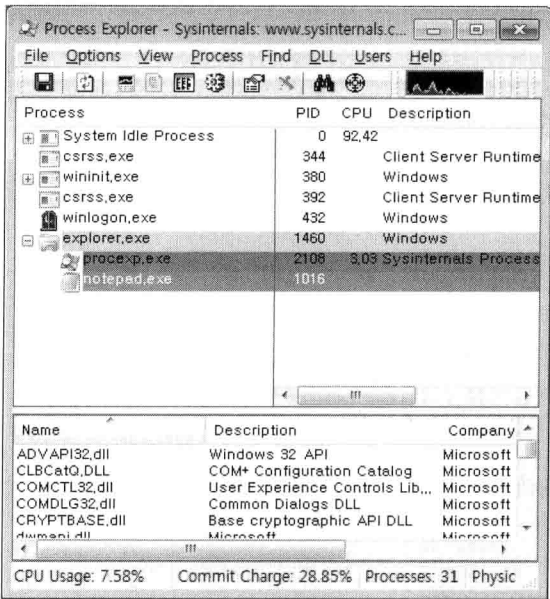 Process Explorer - Sysinternals: www.sysinternals.c...
File Options View Process Find DLL Users Help
Process PID CPU Description
System Idle Process 0 92,42
csrss,exe 344 Client Server Runtime
wininit,exe 380 Windows
csrss,exe 392 Client Server Runtime
winlogon,exe 432 Windows
explorer,exe 1460 Windows
procexp,exe 2108 3,03 Sysinternals Process
notepad,exe 1016
Name Description Company
ADVAPI32,dll Windows 32 API Microsoft
CLBCatQ,DLL COM+ Configuration Catalog Microsoft
COMCTL32,dll User Experience Controls Lib,,, Microsoft
COMDLG32,dll Common Dialogs DLL Microsoft
CRYPTBASE,dll Base cryptographic API DLL Microsoft
dwmapi,dll Microsoft Microsoft
CPU Usage: 7.58% Commit Charge: 28.85% Processes: 31 Physic